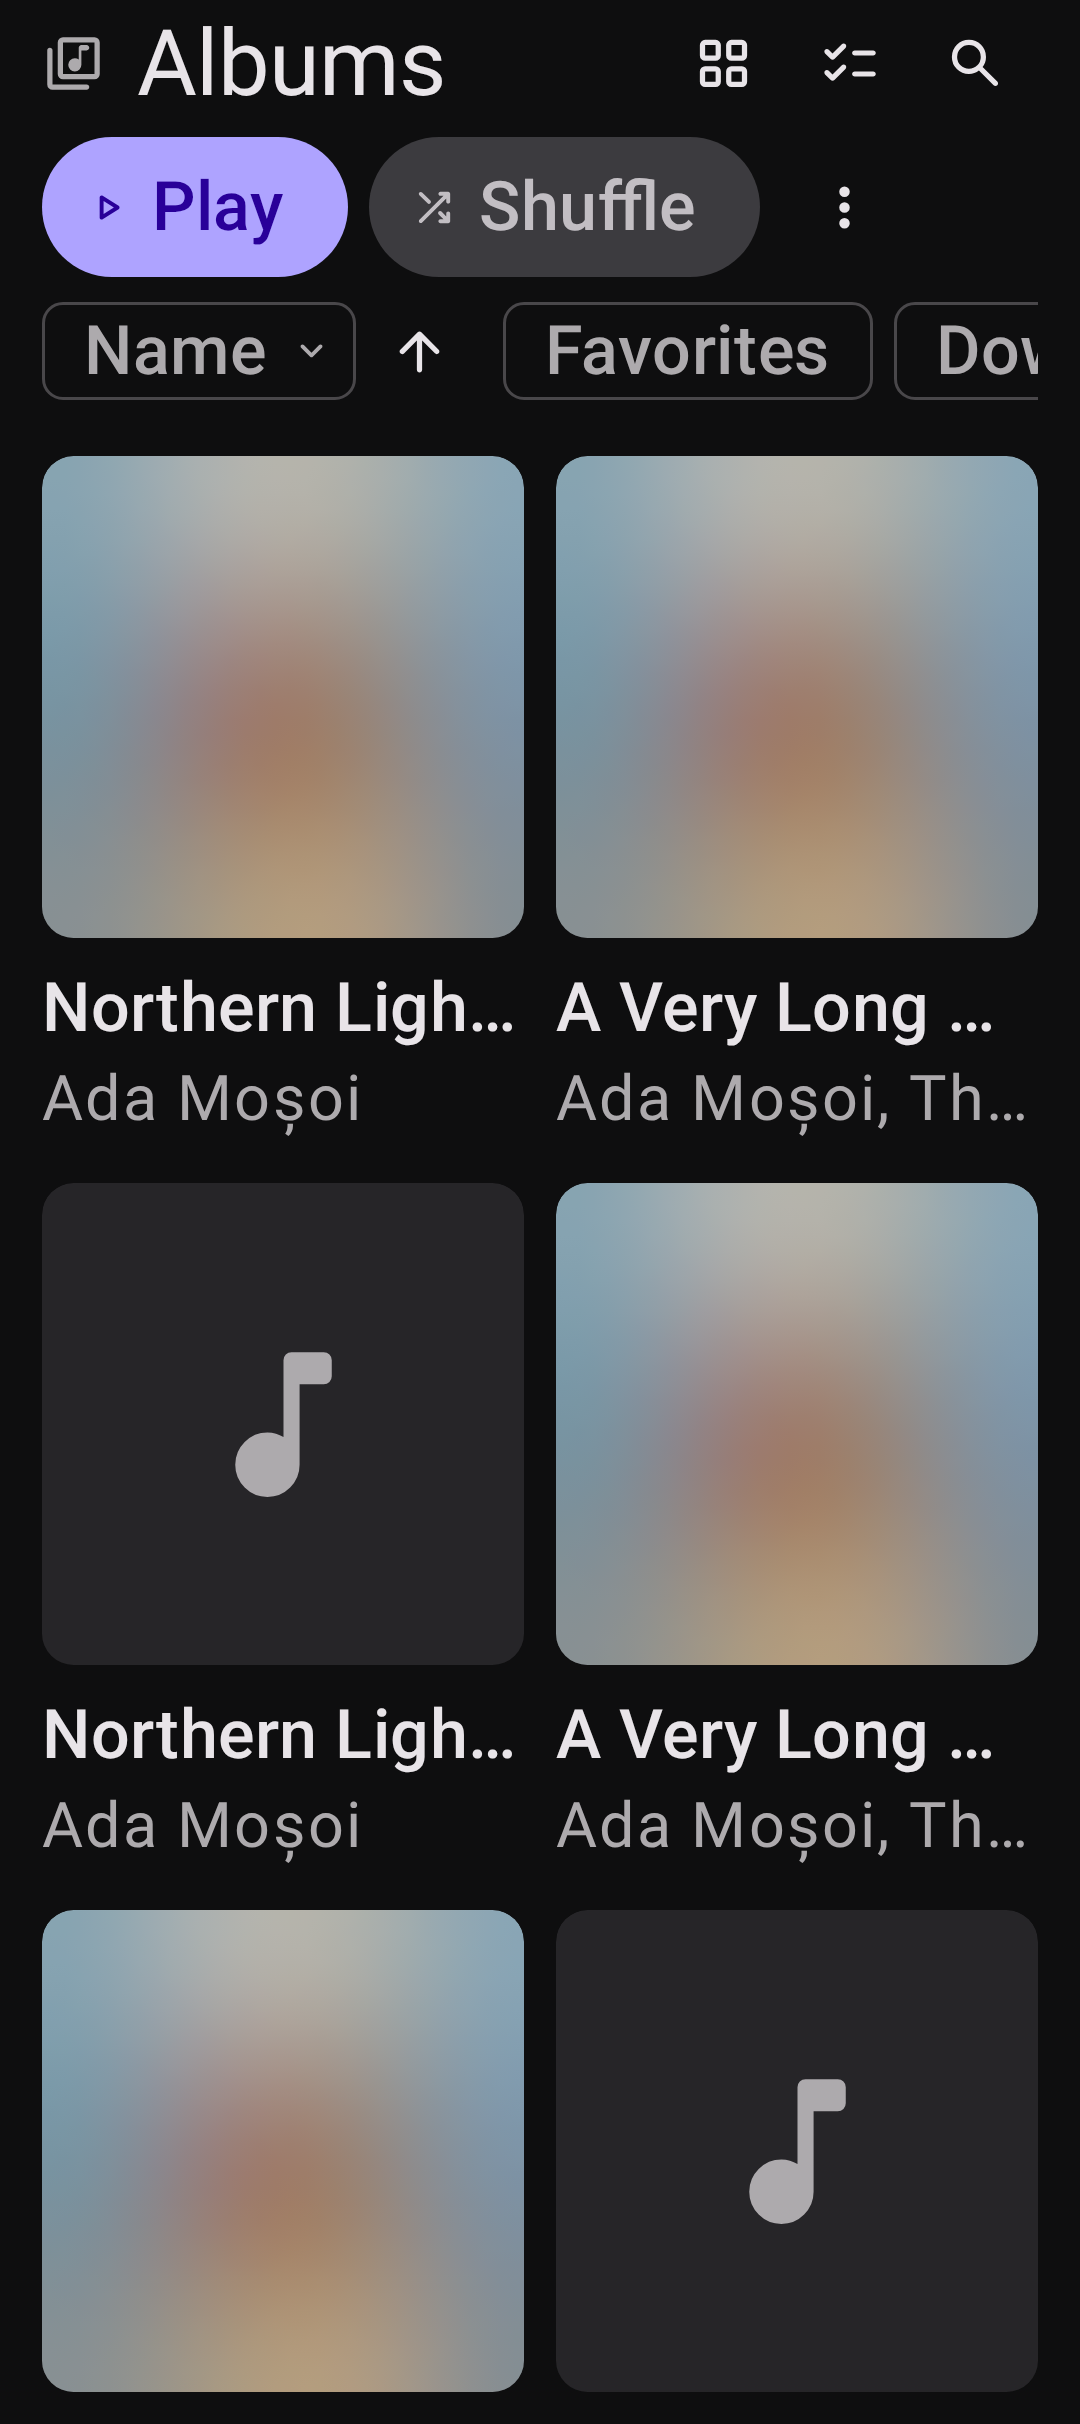 Albums
Play Shuffle
Name Favorites Dov
Northern Ligh... A Very Long ...
Ada Moșoi Ada Moșoi, Th...
Northern Ligh... A Very Long ...
Ada Moșoi Ada Moșoi, Th...